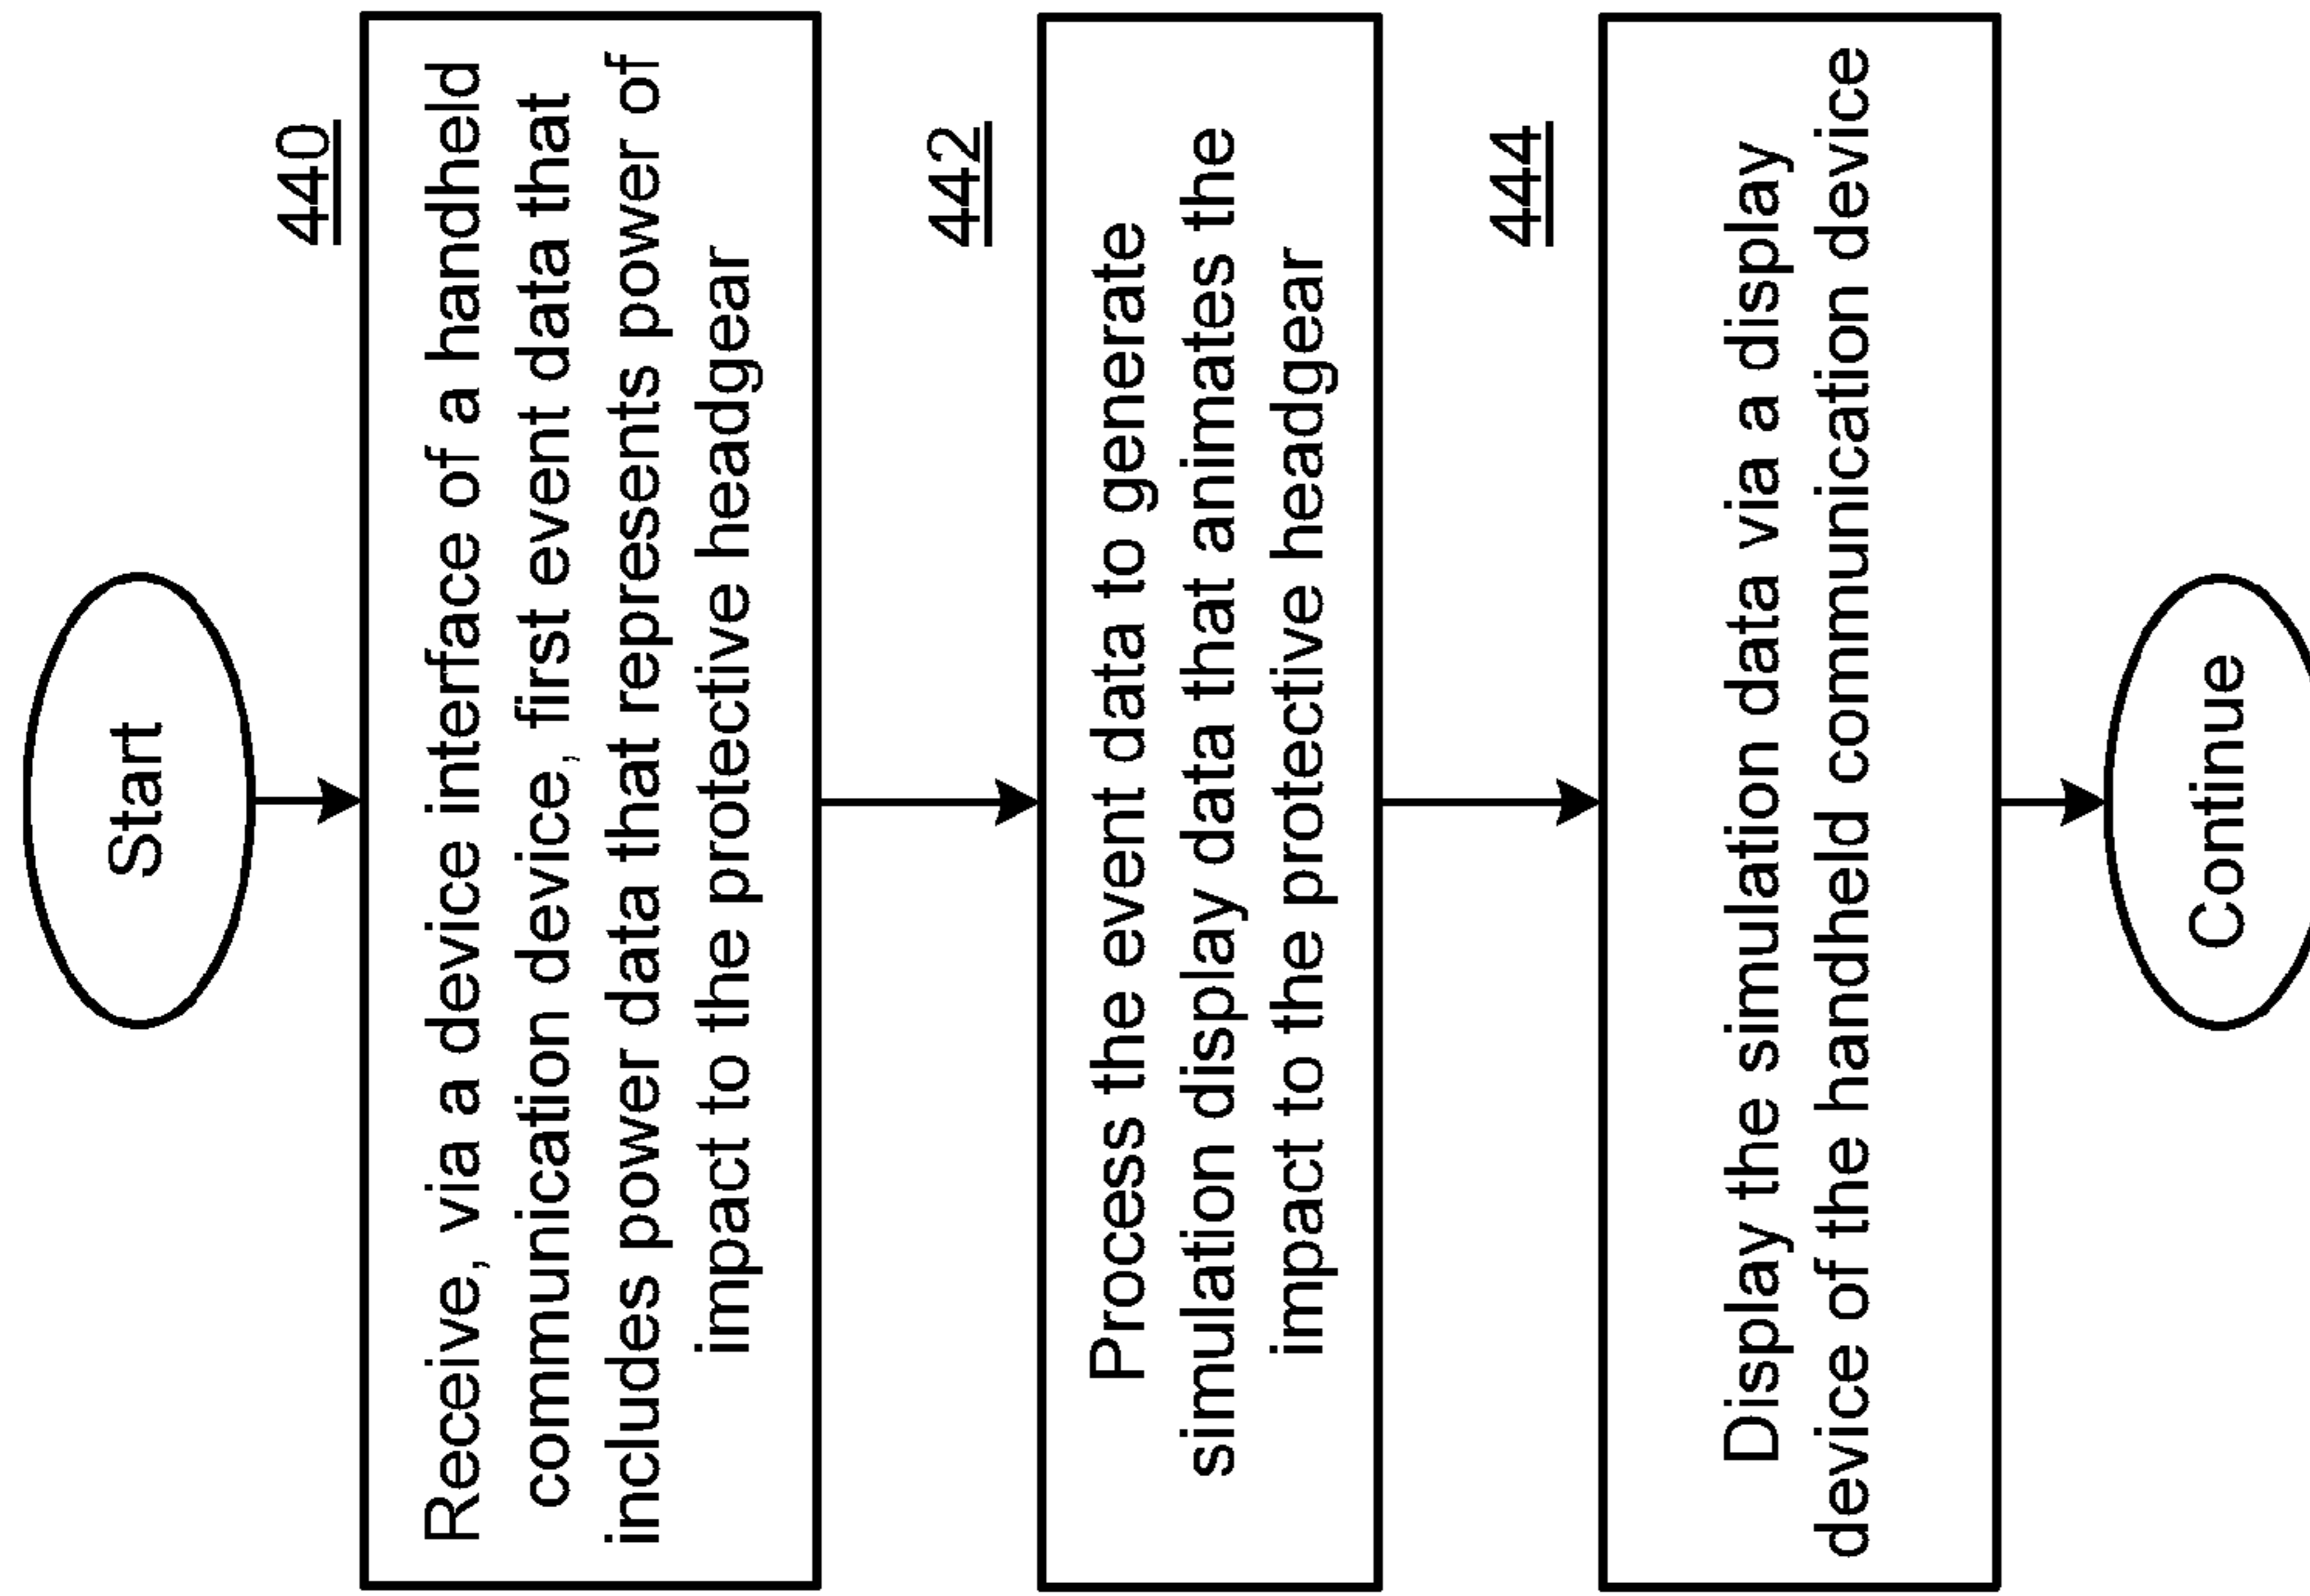 Start
440
Receive, via a device interface of a handheld
communication device, first event data that
includes power data that represents power of
impact to the protective headgear
442
Process the event data to generate
simulation display data that animates the
impact to the protective headgear
444
Display the simulation data via a display
device of the handheld communication device
Continue